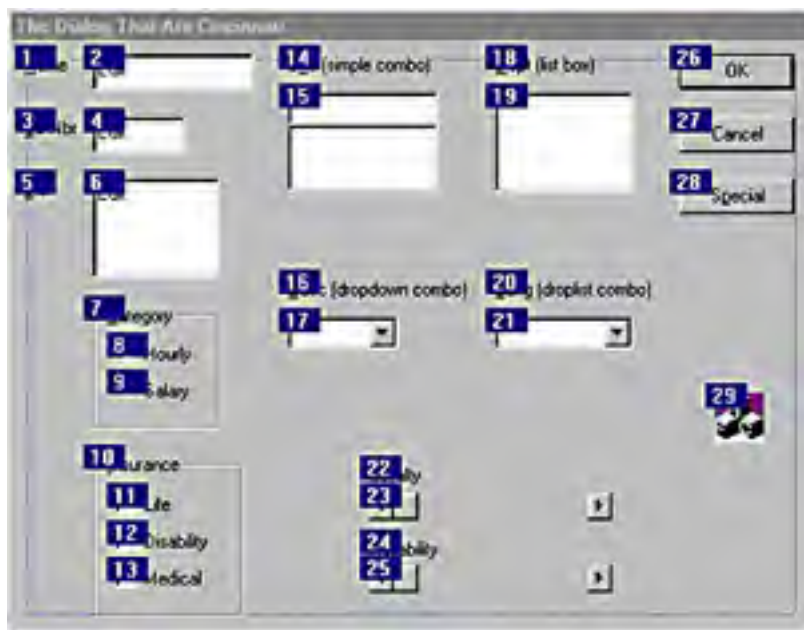 The Dialog That Ate Cincinnati
1 2 14 (simple combo) 18 (list box) 26 OK
15 19
3 4 27 Cancel
5 6 28 Special
16 (dropdown combo) 20 (droplist combo)
7 17 21
8 Hourly
9 Salary
29
10 22
11 Life 23
12 Disability 24
13 Medical 25